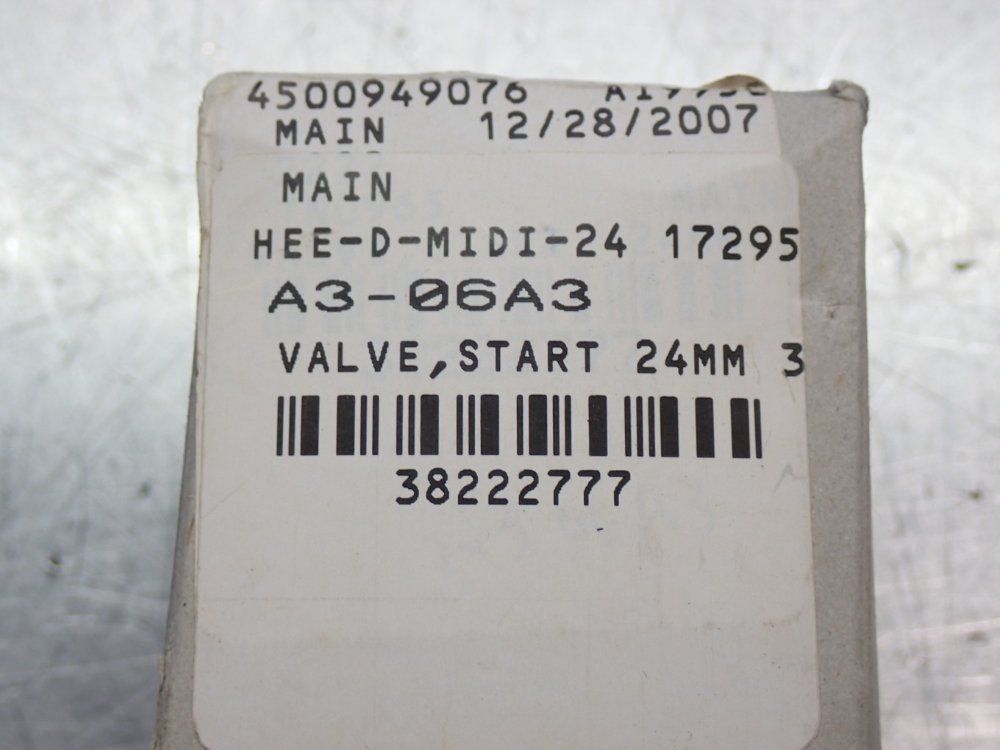 4500949076
MAIN 12/28/2007
MAIN
HEE-D-MIDI-24 17295
A3-06A3
VALVE,START 24MM 3
38222777